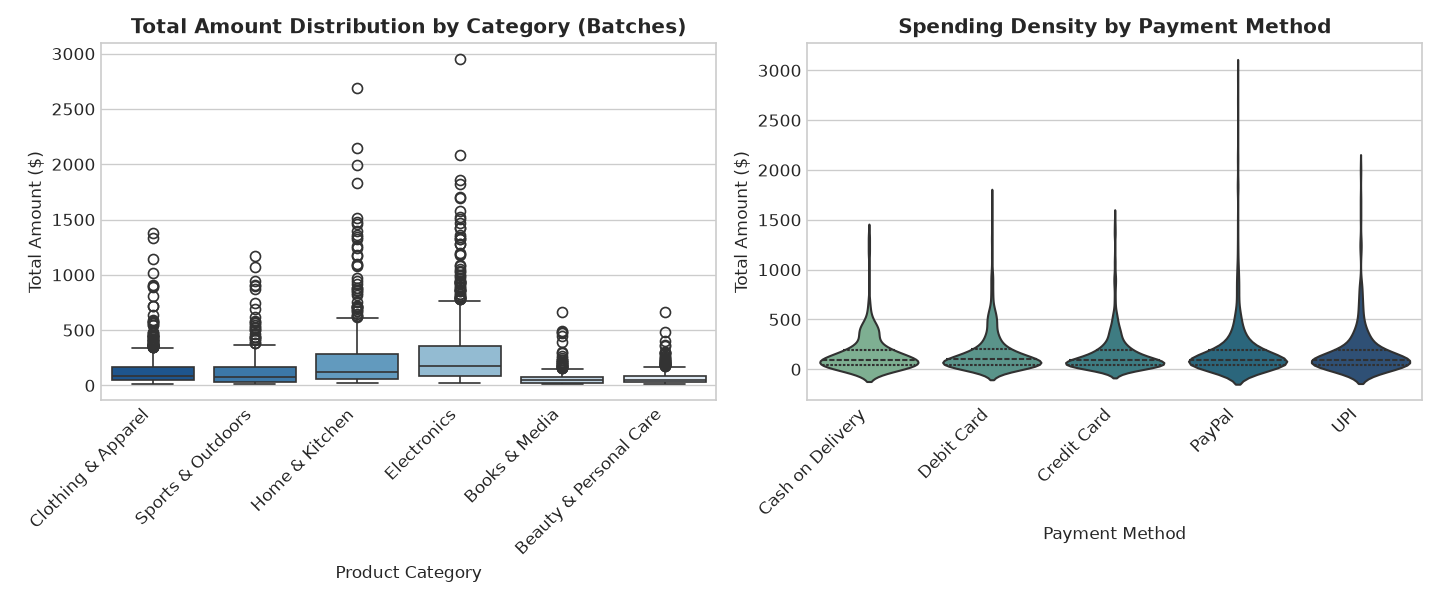 Total Amount Distribution by Category (Batches)
Total Amount ($)
3000
2500
2000
1500
1000
500
0
Clothing & Apparel
Sports & Outdoors
Home & Kitchen
Electronics
Books & Media
Beauty & Personal Care
Product Category
Spending Density by Payment Method
Total Amount ($)
3000
2500
2000
1500
1000
500
0
Cash on Delivery
Debit Card
Credit Card
PayPal
UPI
Payment Method